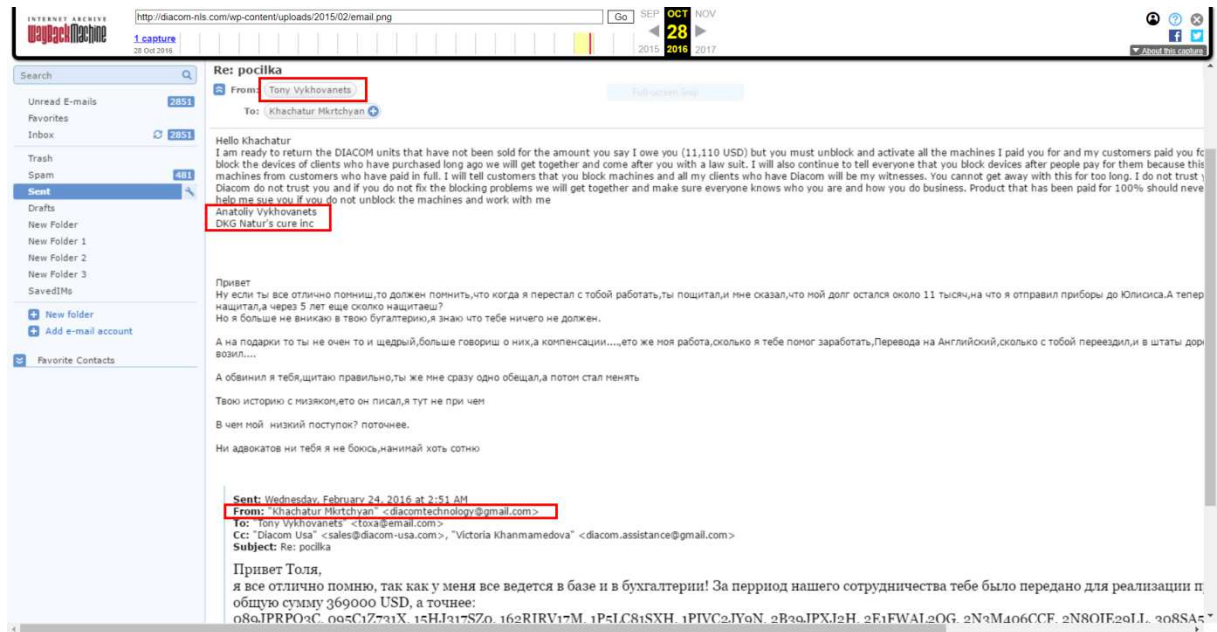 INTERNET ARCHIVE
WayBackMachine
http://diacom-nls.com/wp-content/uploads/2015/02/email.png
Go
SEP OCT NOV
1 capture
28
28 Oct 2016
2015 2016 2017
About this capture
Search
Unread E-mails 2851
Favorites
Inbox 2851
Trash
Spam 481
Sent
Drafts
New Folder
New Folder 1
New Folder 2
New Folder 3
SavedIMs
New folder
Add e-mail account
Favorite Contacts
Re: pocilka
From: Tony Vykhovanets
To: Khachatur Mkrtchyan
Full-screen Snip
Hello Khachatur
I am ready to return the DIACOM units that have not been sold for the amount you say I owe you (11,110 USD) but you must unblock and activate all the machines I paid you for and my customers paid you fo
block the devices of clients who have purchased long ago we will get together and come after you with a law suit. I will also continue to tell everyone that you block devices after people pay for them because this
machines from customers who have paid in full. I will tell customers that you block machines and all my clients who have Diacom will be my witnesses. You cannot get away with this for too long. I do not trust
Diacom do not trust you and if you do not fix the blocking problems we will get together and make sure everyone knows who you are and how you do business. Product that has been paid for 100% should neve
help me sue you if you do not unblock the machines and work with me
Anatoliy Vykhovanets
DKG Natur's cure inc
Привет
Ну если ты все отлично помниш,то должен помнить,что когда я перестал с тобой работать,ты пощитал,и мне сказал,что мой долг остался около 11 тысяч,на что я отправил приборы до Юлисиса.А тепер
нащитал,а через 5 лет еще сколко нащитаеш?
Но я больше не вникаю в твою бугалтерию,я знаю что тебе ничего не должен.
А на подарки то ты не очен то и щедрый,больше говориш о них,а компенсации....,ето же моя работа,сколько я тебе помог заработать,Перевода на Английский,сколько с тобой переездил,и в штаты доро
возил....
А обвинил я тебя,щитаю правильно,ты же мне сразу одно обещал,а потом стал менять
Твою историю с мизяком,ето он писал,я тут не при чем
В чем мой низкий поступок? поточнее.
Ни адвокатов ни тебя я не боюсь,нанимай хоть сотню
Sent: Wednesday, February 24, 2016 at 2:51 AM
From: "Khachatur Mkrtchyan" <diacomtechnology@gmail.com>
To: "Tony Vykhovanets" <toxa@email.com>
Cc: "Diacom Usa" <sales@diacom-usa.com>, "Victoria Khanmamedova" <diacom.assistance@gmail.com>
Subject: Re: pocilka
Привет Толя,
я все отлично помню, так как у меня все ведется в базе и в бухгалтерии! За перриод нашего сотрудничества тебе было передано для реализации п
общую сумму 369000 USD, а точнее:
089JPRPO3C, 095C1Z731X, 15HJ317SZ0, 162RIRV17M, 1P5LC81SXH, 1PIVC2JY9N, 2B39JPXJ2H, 2E1FWAL2OG, 2N3M406CCF, 2N8OIE29LL, 308SA5